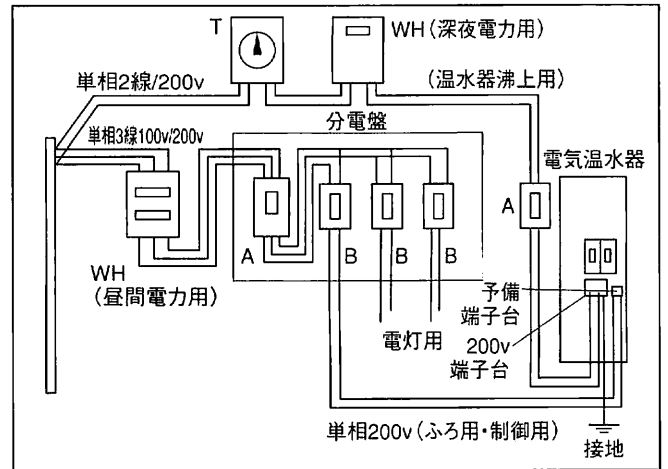 T
WH(深夜電力用)
単相2線/200v
(温水器沸上用)
分電盤
単相3線100v/200v
電気温水器
A
A
B
B
B
WH
(昼間電力用)
予備
端子台
電灯用
200v
端子台
単相200v(ふろ用・制御用)
接地